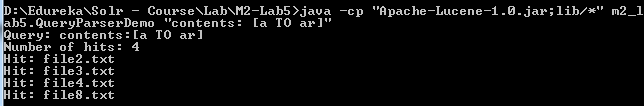 D:\Edureka\Solr - Course\Lab\M2-Lab5>java -cp "Apache-Lucene-1.0.jar;lib/*" m2_l
ab5.QueryParserDemo "contents: [a TO ar]"
Query: contents:[a TO ar]
Number of hits: 4
Hit: file2.txt
Hit: file3.txt
Hit: file4.txt
Hit: file8.txt